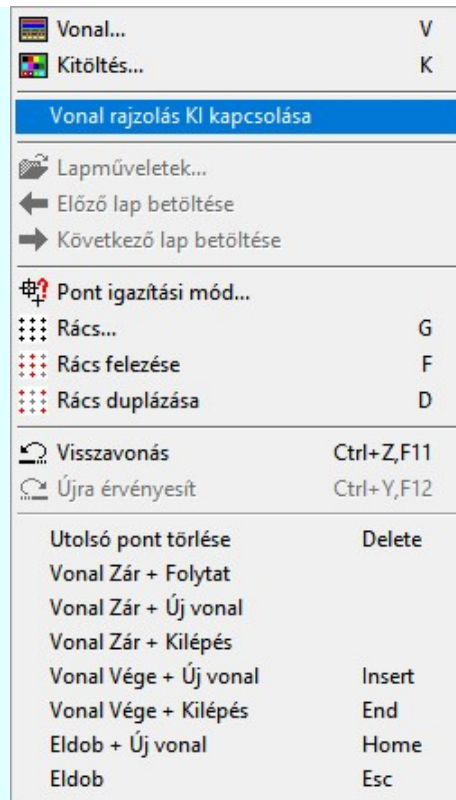 Vonal... V
Kitöltés... K
Vonal rajzolás KI kapcsolása
Lapműveletek...
Előző lap betöltése
Következő lap betöltése
Pont igazítási mód...
Rács... G
Rács felezése F
Rács duplázása D
Visszavonás Ctrl+Z,F11
Újra érvényesít Ctrl+Y,F12
Utolsó pont törlése Delete
Vonal Zár + Folytat
Vonal Zár + Új vonal
Vonal Zár + Kilépés
Vonal Vége + Új vonal Insert
Vonal Vége + Kilépés End
Eldob + Új vonal Home
Eldob Esc